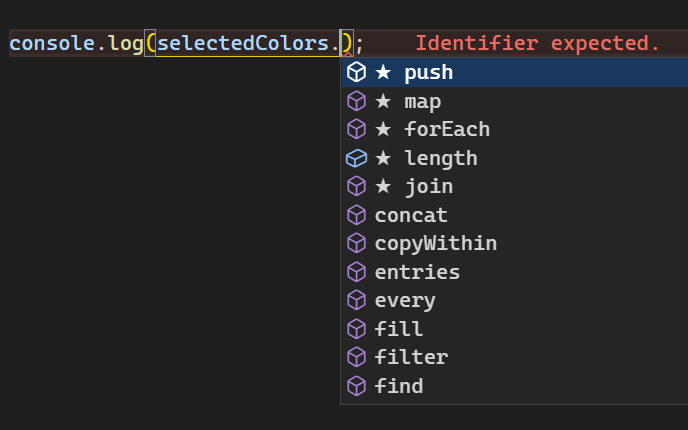 console.log(selectedColors.); Identifier expected.
★ push
★ map
★ forEach
★ length
★ join
concat
copyWithin
entries
every
fill
filter
find